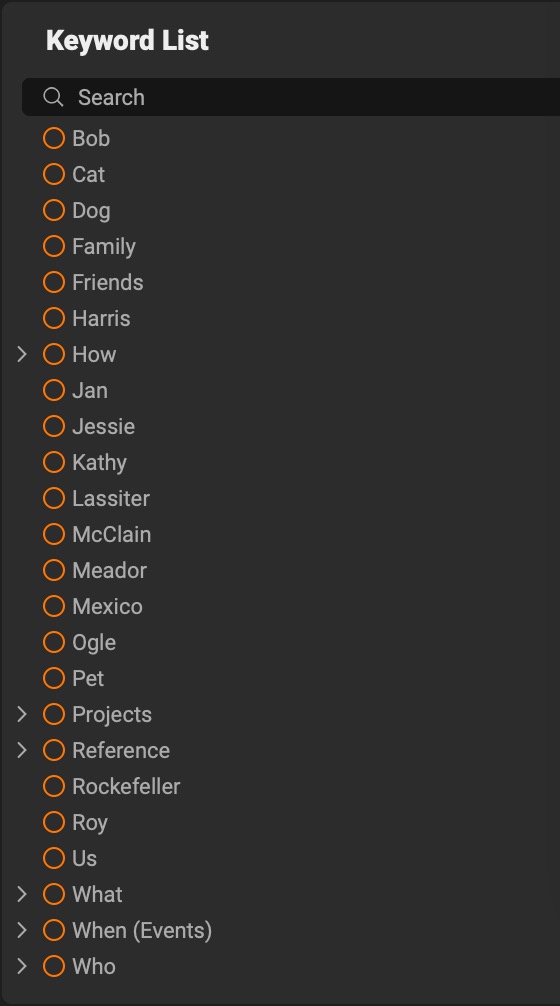 Keyword List
Search
Bob
Cat
Dog
Family
Friends
Harris
How
Jan
Jessie
Kathy
Lassiter
McClain
Meador
Mexico
Ogle
Pet
Projects
Reference
Rockefeller
Roy
Us
What
When (Events)
Who